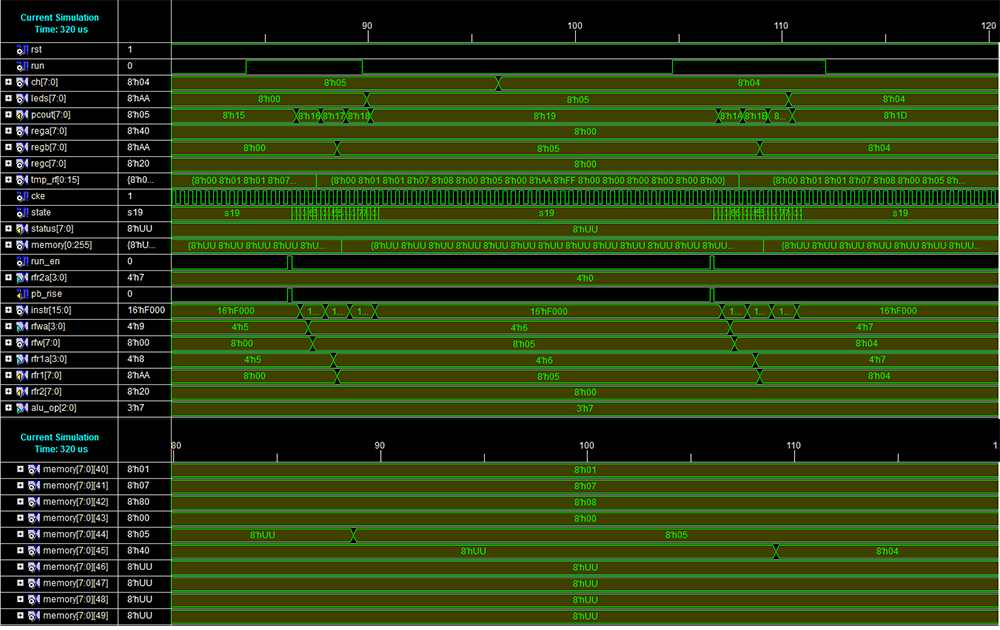 Current Simulation
Time: 320 us
90 100 110 120
rst 1
run 0
ch[7:0] 8'h04 8'h05 8'h04
leds[7:0] 8'hAA 8'h00 8'h05 8'h04
pcout[7:0] 8'h05 8'h15 8'h16 8'h17 8'h18 8'h19 8'h1A 8'h1B 8... 8'h1D
rega[7:0] 8'h40 8'h00
regb[7:0] 8'hAA 8'h00 8'h05 8'h04
regc[7:0] 8'h20 8'h00
tmp_rf[0:15] {8'h0... {8'h00 8'h01 8'h01 8'h07... {8'h00 8'h01 8'h01 8'h07 8'h08 8'h00 8'h05 8'h00 8'hAA 8'hFF 8'h00 8'h00 8'h00 8'h00 8'h00 8'h00} {8'h00 8'h01 8'h01 8'h07 8'h08 8'h00 8'h05 8'h...
cke 1
state s19 s19 s19 s19
status[7:0] 8'hUU 8'hUU
memory[0:255] {8'hU... {8'hUU 8'hUU 8'hUU 8'hUU 8'hU... {8'hUU 8'hUU 8'hUU 8'hUU 8'hUU 8'hUU 8'hUU 8'hUU 8'hUU 8'hUU 8'hUU 8'hUU... {8'hUU 8'hUU 8'hUU 8'hUU 8'hUU 8'hUU...
run_en 0
rfr2a[3:0] 4'h7 4'h0
pb_rise 0
instr[15:0] 16'hF000 16'hF000 1... 1... 1... 16'hF000 1... 1... 1... 16'hF000
rfwa[3:0] 4'h9 4'h5 4'h6 4'h7
rfw[7:0] 8'h00 8'h00 8'h05 8'h04
rfr1a[3:0] 4'h8 4'h5 4'h6 4'h7
rfr1[7:0] 8'hAA 8'h00 8'h05 8'h04
rfr2[7:0] 8'h20 8'h00
alu_op[2:0] 3'h7 3'h7
Current Simulation
Time: 320 us
80 90 100 110 1.
memory[7:0][40] 8'h01 8'h01
memory[7:0][41] 8'h07 8'h07
memory[7:0][42] 8'h80 8'h08
memory[7:0][43] 8'h00 8'h00
memory[7:0][44] 8'h05 8'hUU 8'h05
memory[7:0][45] 8'h40 8'hUU 8'h04
memory[7:0][46] 8'hUU 8'hUU
memory[7:0][47] 8'hUU 8'hUU
memory[7:0][48] 8'hUU 8'hUU
memory[7:0][49] 8'hUU 8'hUU